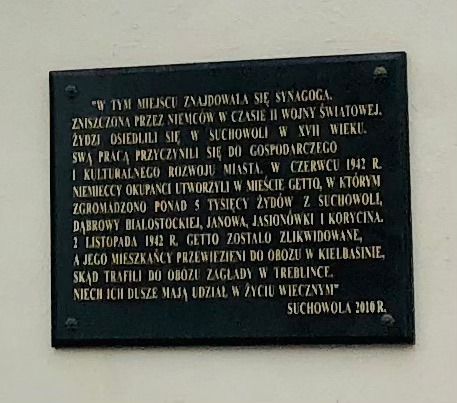 "W TYM MIEJSCU ZNAJDOWAŁA SIĘ SYNAGOGA,
ZNISZCZONA PRZEZ NIEMCÓW W CZASIE II WOJNY ŚWIATOWEJ.
ŻYDZI OSIEDLILI SIĘ W SUCHOWOLI W XVII WIEKU.
SWĄ PRACĄ PRZYCZYNILI SIĘ DO GOSPODARCZEGO
I KULTURALNEGO ROZWOJU MIASTA. W CZERWCU 1942 R.
NIEMIECCY OKUPANCI UTWORZYLI W MIEŚCIE GETTO, W KTÓRYM
ZGROMADZONO PONAD 5 TYSIĘCY ŻYDÓW Z SUCHOWOLI,
DĄBROWY BIAŁOSTOCKIEJ, JANOWA, JASIONÓWKI I KORYCINA.
2 LISTOPADA 1942 R. GETTO ZOSTAŁO ZLIKWIDOWANE,
A JEGO MIESZKAŃCY PRZEWIEZIENI DO OBOZU W KIEŁBASINIE,
SKĄD TRAFILI DO OBOZU ZAGŁADY W TREBLINCE.
NIECH ICH DUSZE MAJĄ UDZIAŁ W ŻYCIU WIECZNYM"
SUCHOWOLA 2010 R.